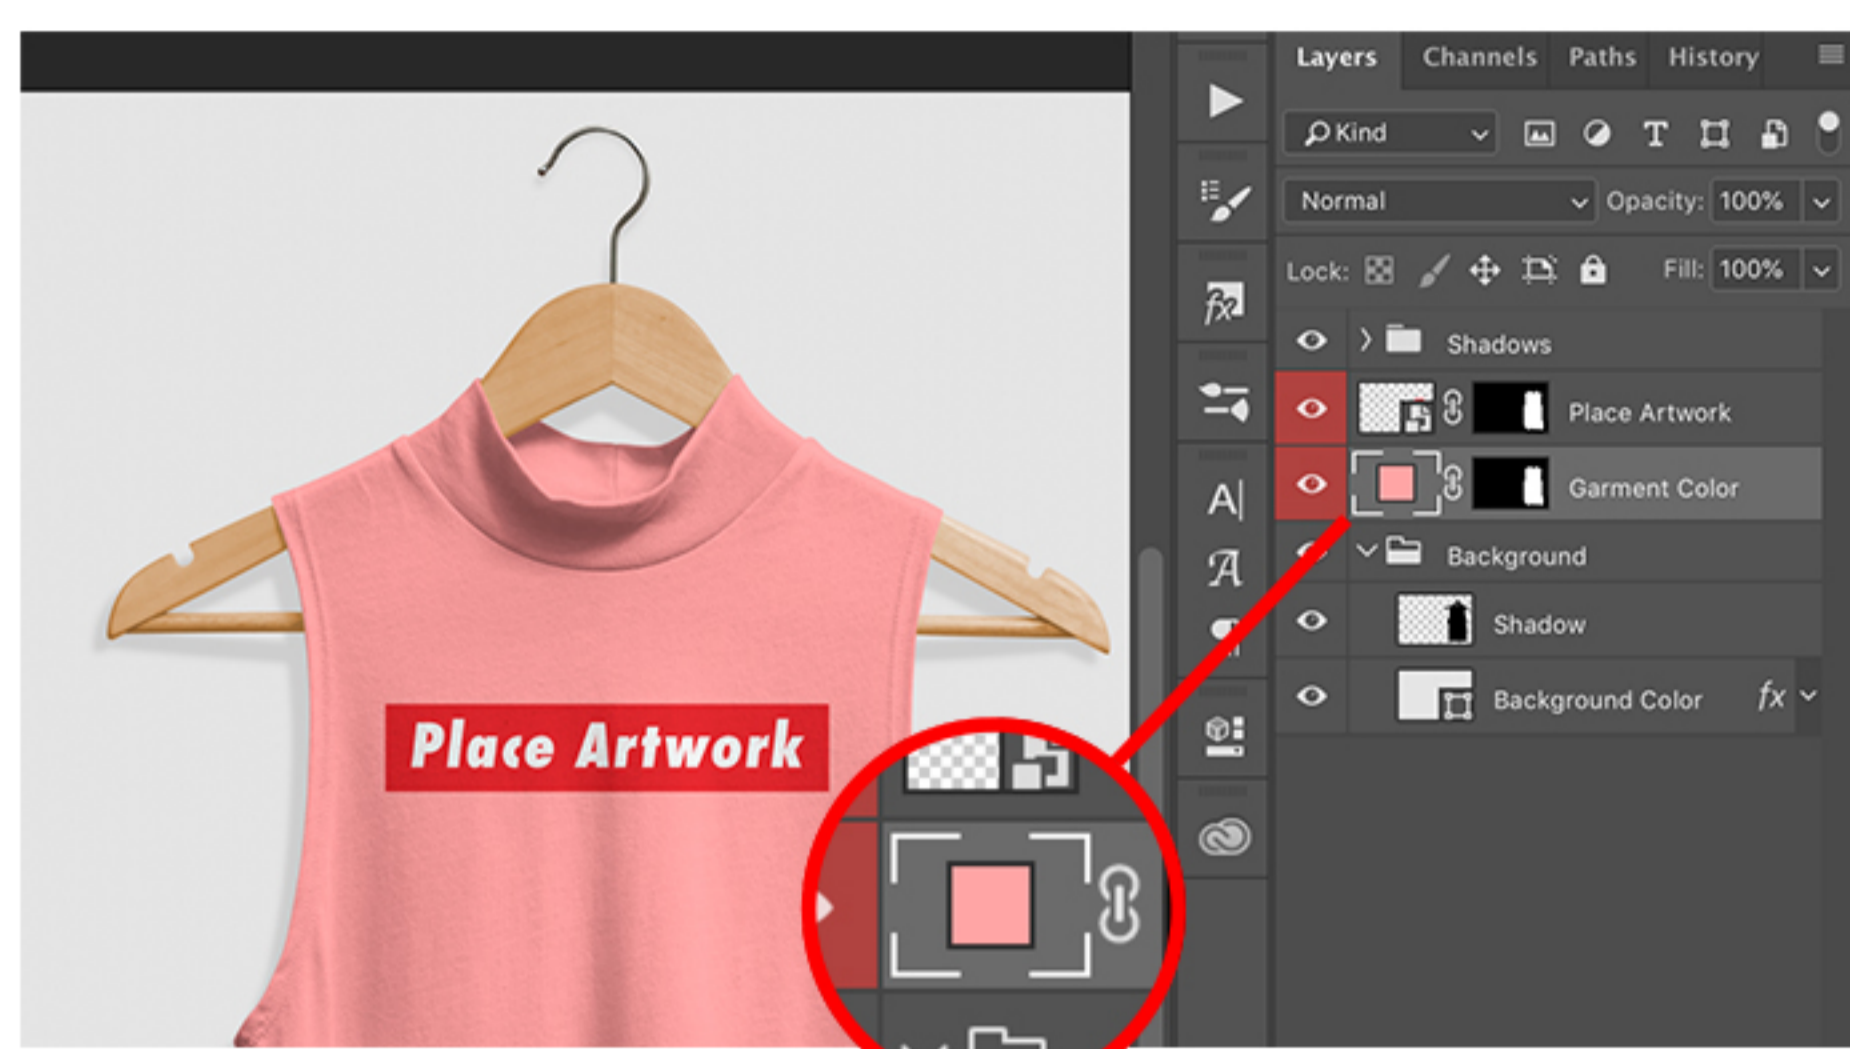 Layers Channels Paths History
Kind
Normal Opacity: 100%
Lock: Fill: 100%
Shadows
Place Artwork
Garment Color
Background
Shadow
Background Color fx
Place Artwork